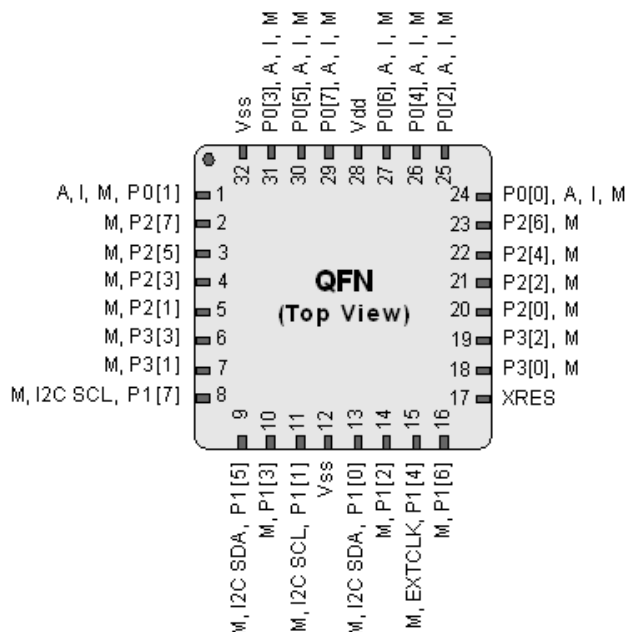 Vss
P0[3], A, I, M
P0[5], A, I, M
P0[7], A, I, M
Vdd
P0[6], A, I, M
P0[4], A, I, M
P0[2], A, I, M
32
31
30
29
28
27
26
25
A, I, M, P0[1] 1
M, P2[7] 2
M, P2[5] 3
M, P2[3] 4
M, P2[1] 5
M, P3[3] 6
M, P3[1] 7
M, I2C SCL, P1[7] 8
QFN
(Top View)
24 P0[0], A, I, M
23 P2[6], M
22 P2[4], M
21 P2[2], M
20 P2[0], M
19 P3[2], M
18 P3[0], M
17 XRES
9
10
11
12
13
14
15
16
M, I2C SDA, P1[5]
M, P1[3]
M, I2C SCL, P1[1]
Vss
M, I2C SDA, P1[0]
M, P1[2]
M, EXTCLK, P1[4]
M, P1[6]